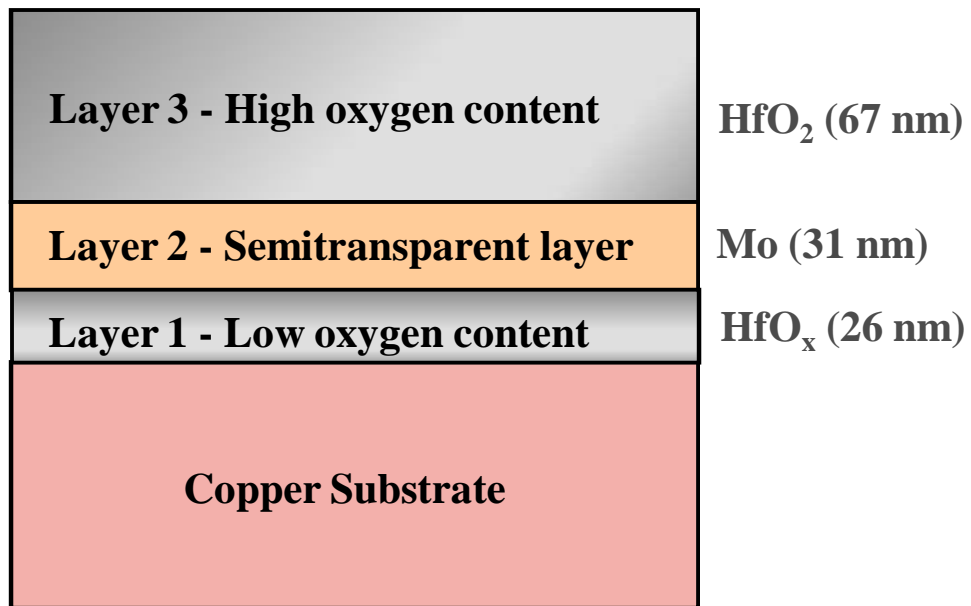 Layer 3 - High oxygen content
HfO₂ (67 nm)
Layer 2 - Semitransparent layer
Mo (31 nm)
Layer 1 - Low oxygen content
HfOₓ (26 nm)
Copper Substrate